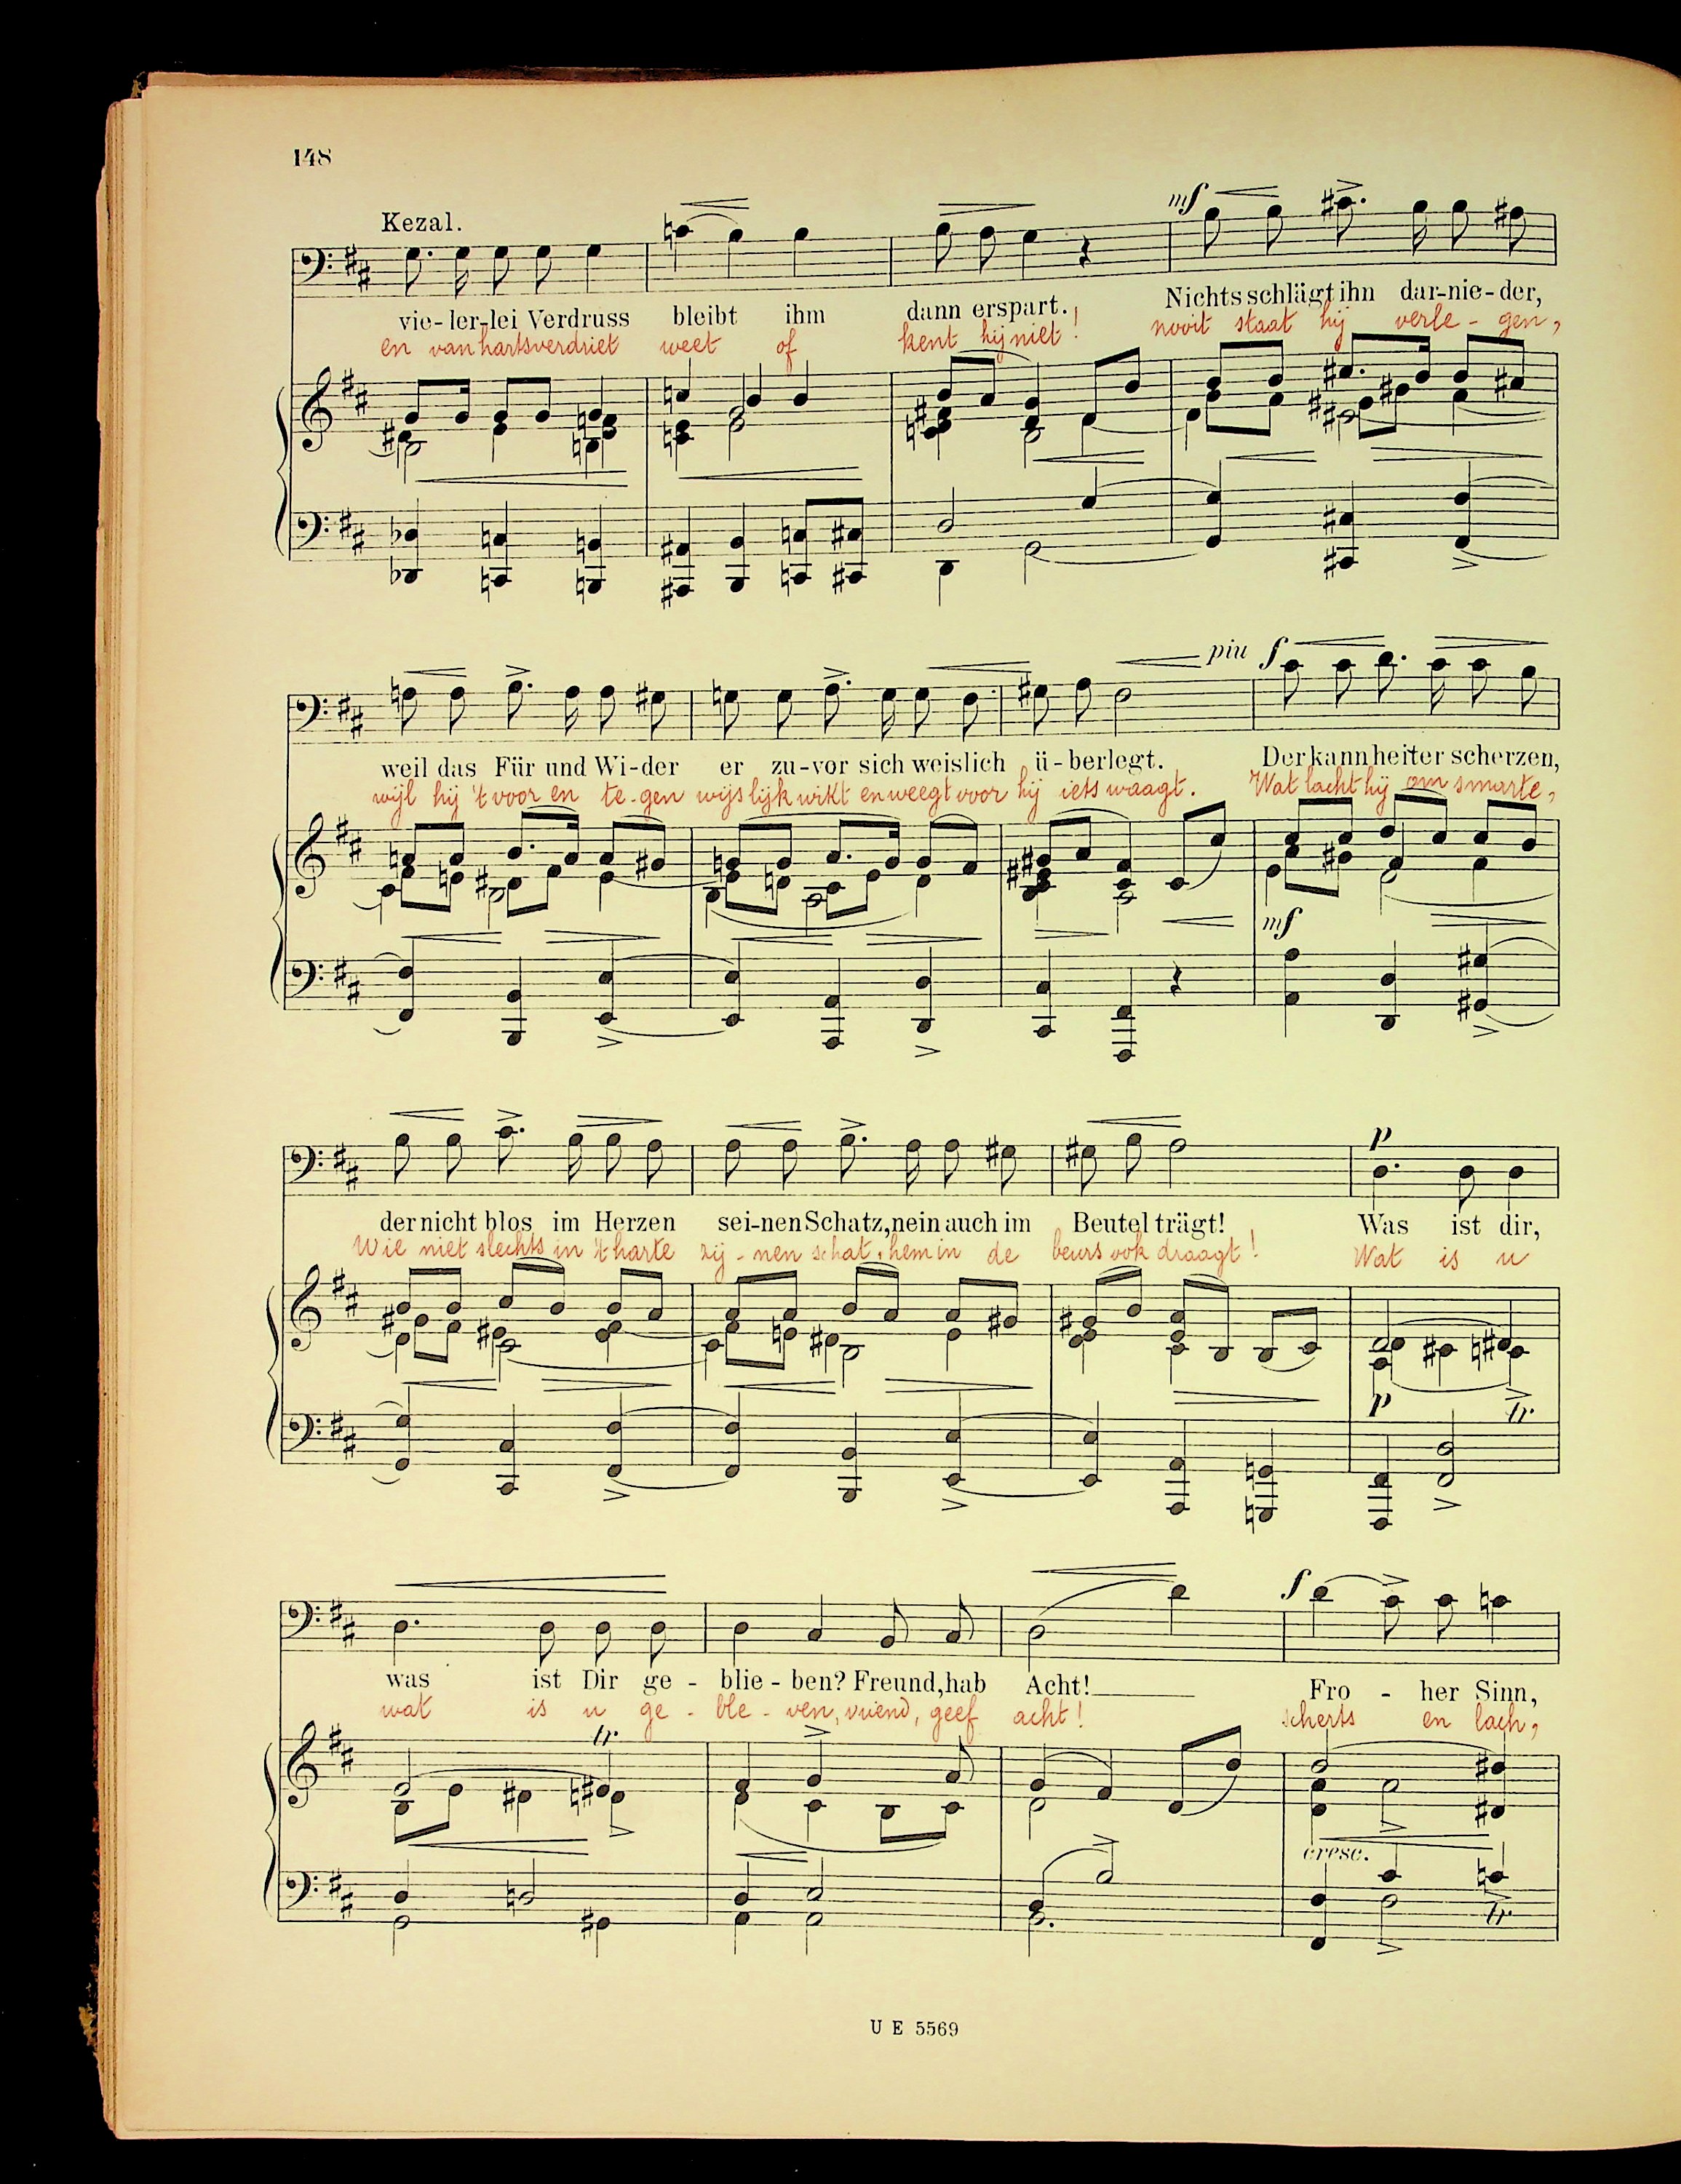 148
Kezal.
mf
vie-ler-lei Verdruss bleibt ihm dann erspart. Nichts schlägt ihn dar-nie-der,
en van hartsverdriet weet of kent hij niet! nooit staat hij verle-gen,
piu f
weil das Für und Wi-der er zu-vor sich weislich ü-berlegt. Der kann heiter scherzen,
wijl hij 't voor en te-gen wijslijk wikt en weegt voor hij iets waagt. Wat lacht hij om smarte,
mf
p
der nicht blos im Herzen sei-nen Schatz, nein auch im Beutel trägt! Was ist dir,
Wie niet slechts in 't harte zij-nen schat, hem in de beurs ook draagt! Wat is u
p tr
f
was ist Dir ge - blie - ben? Freund, hab Acht! Fro - her Sinn,
wat is u ge - ble - ven, vriend, geef acht! scherts en lach,
tr
cresc.
tr
U E 5569